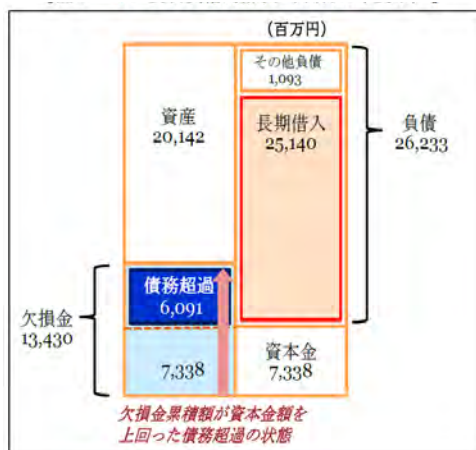 (百万円)
その他負債
1,093
資産
20,142
長期借入
25,140
負債
26,233
債務超過
6,091
欠損金
13,430
7,338
資本金
7,338
欠損金累積額が資本金額を
上回った債務超過の状態